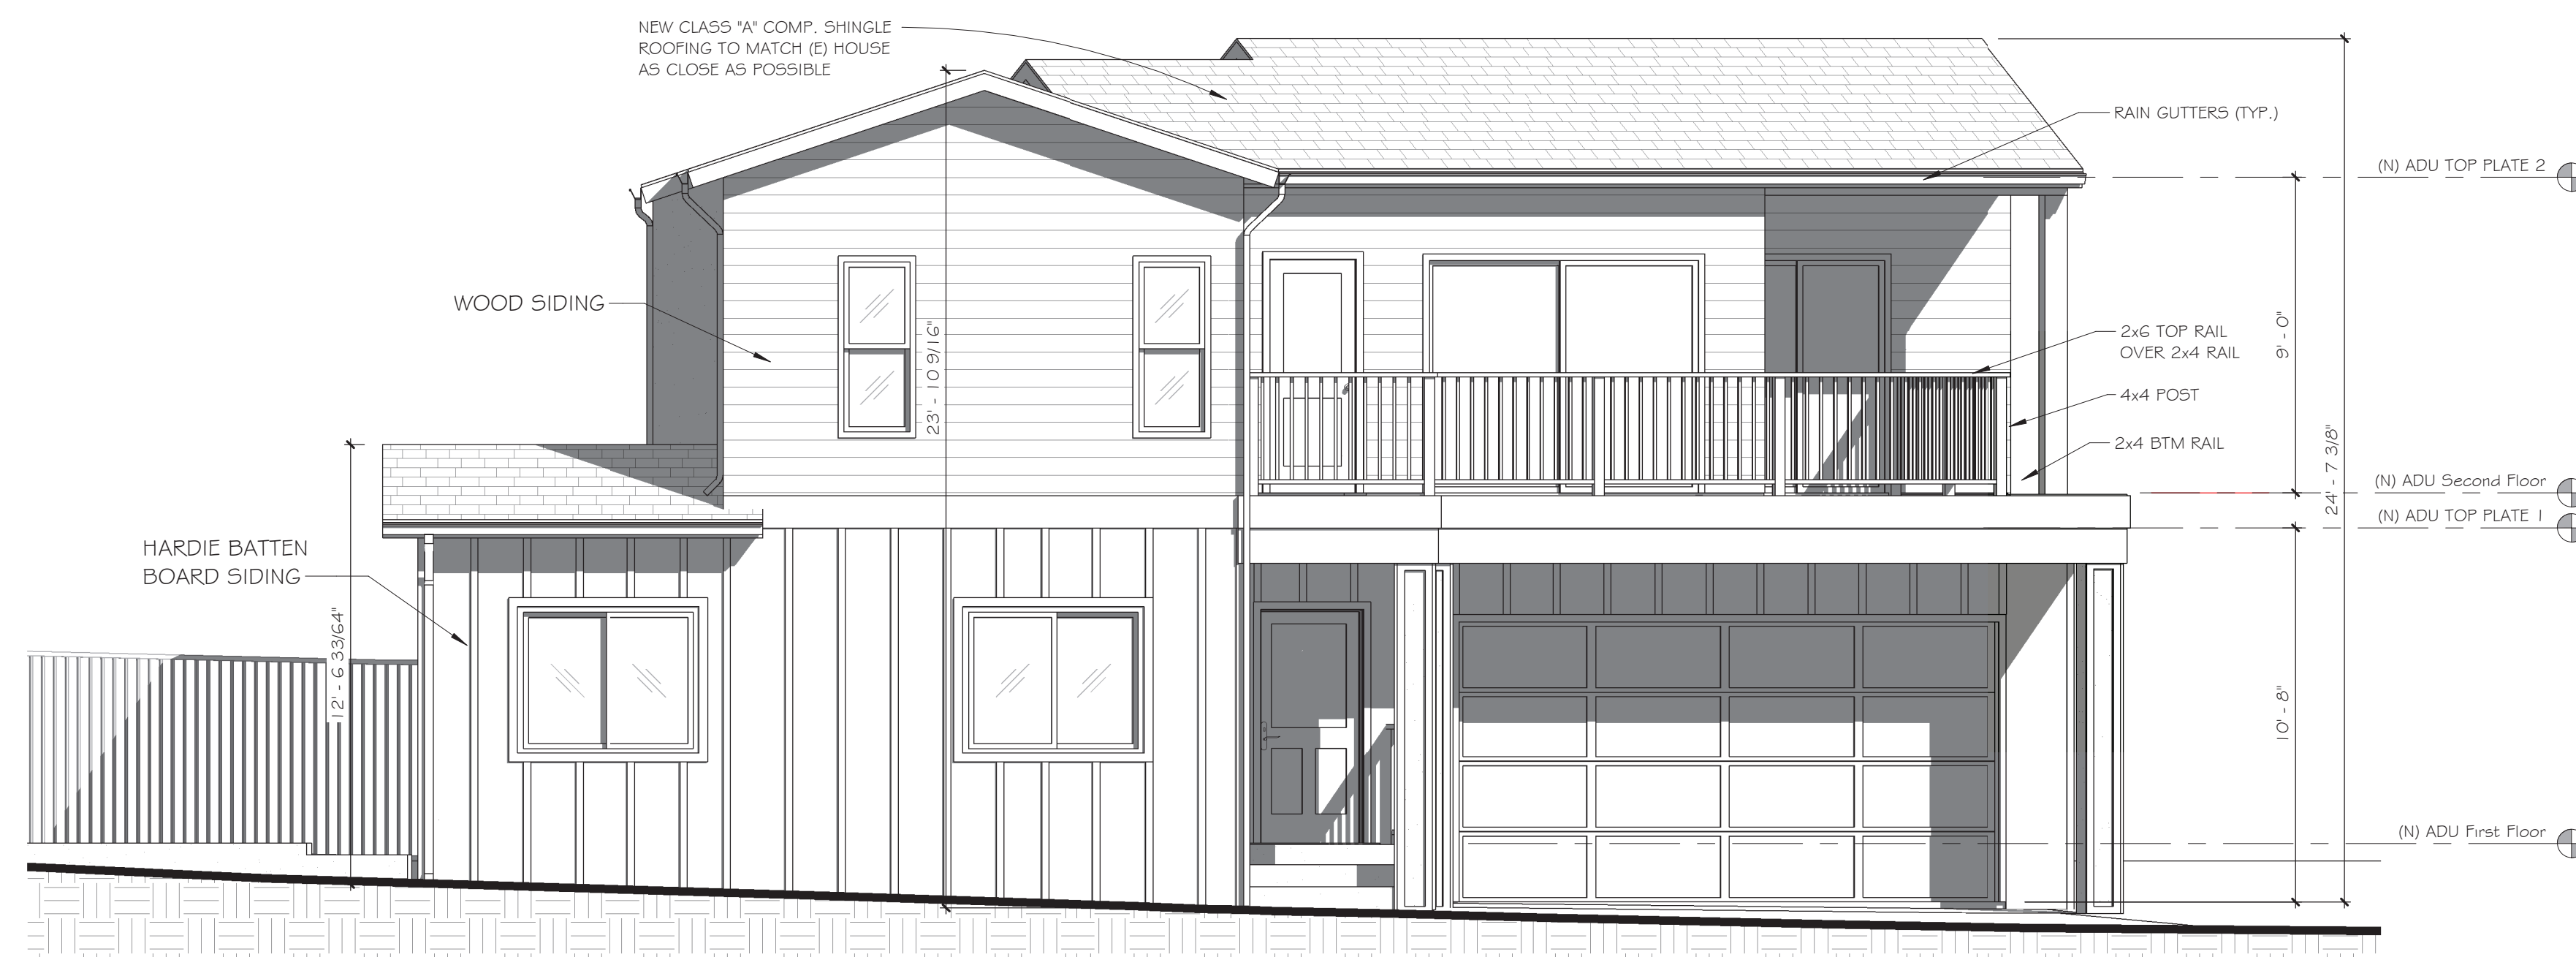 NEW CLASS "A" COMP. SHINGLE
ROOFING TO MATCH (E) HOUSE
AS CLOSE AS POSSIBLE
RAIN GUTTERS (TYP.)
(N) ADU TOP PLATE 2
WOOD SIDING
23' - 10 9/16"
2x6 TOP RAIL
OVER 2x4 RAIL
9' - 0"
4x4 POST
2x4 BTM RAIL
24' - 7 3/8"
(N) ADU Second Floor
(N) ADU TOP PLATE 1
HARDIE BATTEN
BOARD SIDING
12' - 6 33/64"
10' - 8"
(N) ADU First Floor